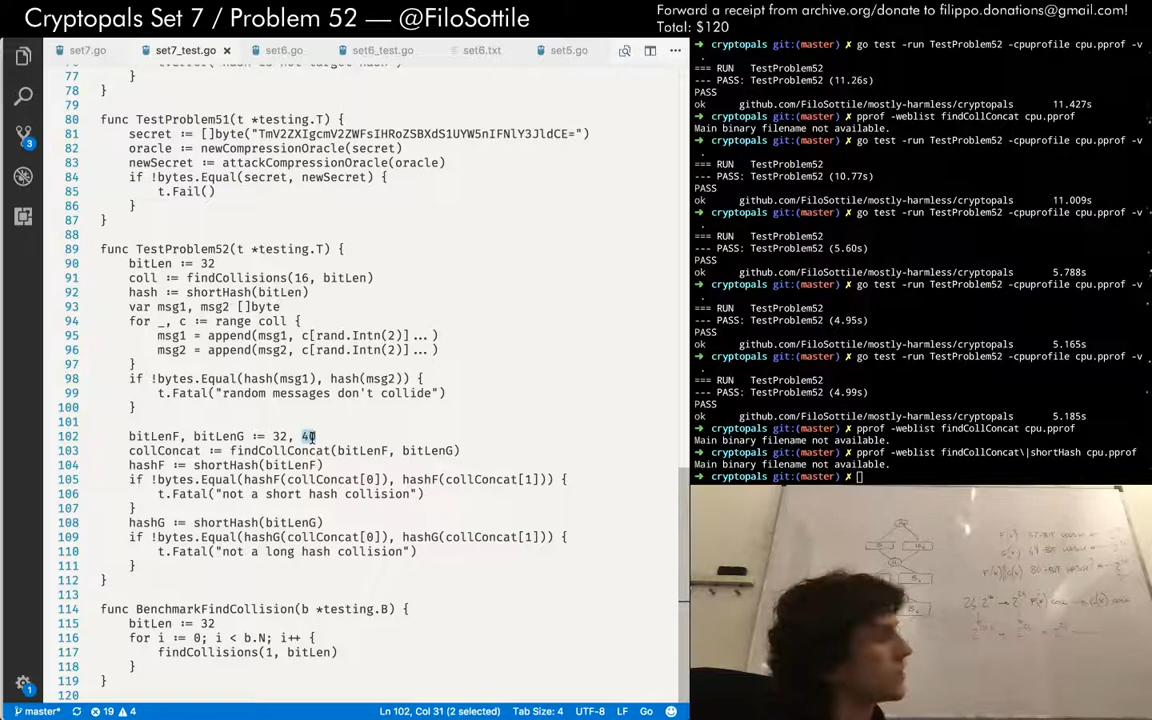 Cryptopals Set 7 / Problem 52 — @FiloSottile
Forward a receipt from archive.org/donate to filippo.donations@gmail.com!
Total: $120
set7.go
set7_test.go
set6.go
set6_test.go
set6.txt
set5.go
77 }
78 }
79
80 func TestProblem51(t *testing.T) {
81 secret := []byte("TmV2ZXIgcmV2ZWFsIHRoZSBXdS1UYW5nIFNlY3JldCE=")
82 oracle := newCompressionOracle(secret)
83 newSecret := attackCompressionOracle(oracle)
84 if !bytes.Equal(secret, newSecret) {
85 t.Fail()
86 }
87 }
88
89 func TestProblem52(t *testing.T) {
90 bitLen := 32
91 coll := findCollisions(16, bitLen)
92 hash := shortHash(bitLen)
93 var msg1, msg2 []byte
94 for _, c := range coll {
95 msg1 = append(msg1, c[rand.Intn(2)]...)
96 msg2 = append(msg2, c[rand.Intn(2)]...)
97 }
98 if !bytes.Equal(hash(msg1), hash(msg2)) {
99 t.Fatal("random messages don't collide")
100 }
101
102 bitLenF, bitLenG := 32, 40
103 collConcat := findCollConcat(bitLenF, bitLenG)
104 hashF := shortHash(bitLenF)
105 if !bytes.Equal(hashF(collConcat[0]), hashF(collConcat[1])) {
106 t.Fatal("not a short hash collision")
107 }
108 hashG := shortHash(bitLenG)
109 if !bytes.Equal(hashG(collConcat[0]), hashG(collConcat[1])) {
110 t.Fatal("not a long hash collision")
111 }
112 }
113
114 func BenchmarkFindCollision(b *testing.B) {
115 bitLen := 32
116 for i := 0; i < b.N; i++ {
117 findCollisions(1, bitLen)
118 }
119 }
120
3
1
master* 19 4
Ln 102, Col 31 (2 selected) Tab Size: 4 UTF-8 LF Go
➜ cryptopals git:(master) ✗ go test -run TestProblem52 -cpuprofile cpu.pprof -v
.
=== RUN TestProblem52
--- PASS: TestProblem52 (11.26s)
PASS
ok github.com/FiloSottile/mostly-harmless/cryptopals 11.427s
➜ cryptopals git:(master) ✗ pprof -weblist findCollConcat cpu.pprof
Main binary filename not available.
➜ cryptopals git:(master) ✗ go test -run TestProblem52 -cpuprofile cpu.pprof -v
.
=== RUN TestProblem52
--- PASS: TestProblem52 (10.77s)
PASS
ok github.com/FiloSottile/mostly-harmless/cryptopals 11.009s
➜ cryptopals git:(master) ✗ go test -run TestProblem52 -cpuprofile cpu.pprof -v
.
=== RUN TestProblem52
--- PASS: TestProblem52 (5.60s)
PASS
ok github.com/FiloSottile/mostly-harmless/cryptopals 5.788s
➜ cryptopals git:(master) ✗ go test -run TestProblem52 -cpuprofile cpu.pprof -v
.
=== RUN TestProblem52
--- PASS: TestProblem52 (4.95s)
PASS
ok github.com/FiloSottile/mostly-harmless/cryptopals 5.165s
➜ cryptopals git:(master) ✗ go test -run TestProblem52 -cpuprofile cpu.pprof -v
.
=== RUN TestProblem52
--- PASS: TestProblem52 (4.99s)
PASS
ok github.com/FiloSottile/mostly-harmless/cryptopals 5.185s
➜ cryptopals git:(master) ✗ pprof -weblist findCollConcat cpu.pprof
Main binary filename not available.
➜ cryptopals git:(master) ✗ pprof -weblist findCollConcat\|shortHash cpu.pprof
Main binary filename not available.
➜ cryptopals git:(master) ✗